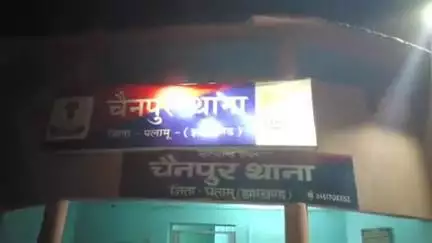 चैनपुर थाना
जिला - पलामू - (झारखण्ड)
चैनपुर थाना
जिला - पलामू (झारखण्ड)